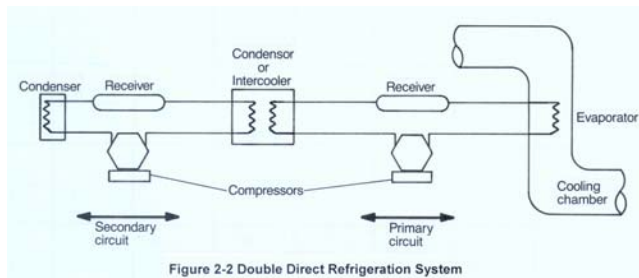 Condensor
or
Intercooler
Condenser
Receiver
Receiver
Evaporator
Compressors
Cooling
chamber
Secondary
circuit
Primary
circuit
Figure 2-2 Double Direct Refrigeration System